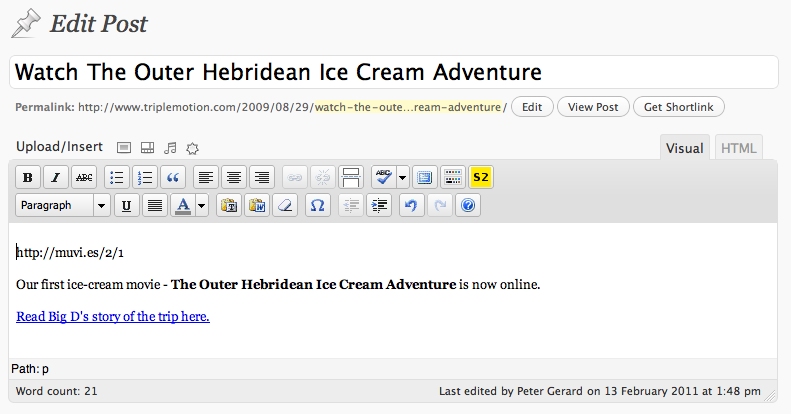 Edit Post
Watch The Outer Hebridean Ice Cream Adventure
Permalink: http://www.triplemotion.com/2009/08/29/watch-the-oute…ream-adventure/ Edit View Post Get Shortlink
Upload/Insert Visual HTML
B I ABC ABC S2
Paragraph U A T W Ω ?
http://muvi.es/2/1
Our first ice-cream movie - The Outer Hebridean Ice Cream Adventure is now online.
Read Big D's story of the trip here.
Path: p
Word count: 21 Last edited by Peter Gerard on 13 February 2011 at 1:48 pm